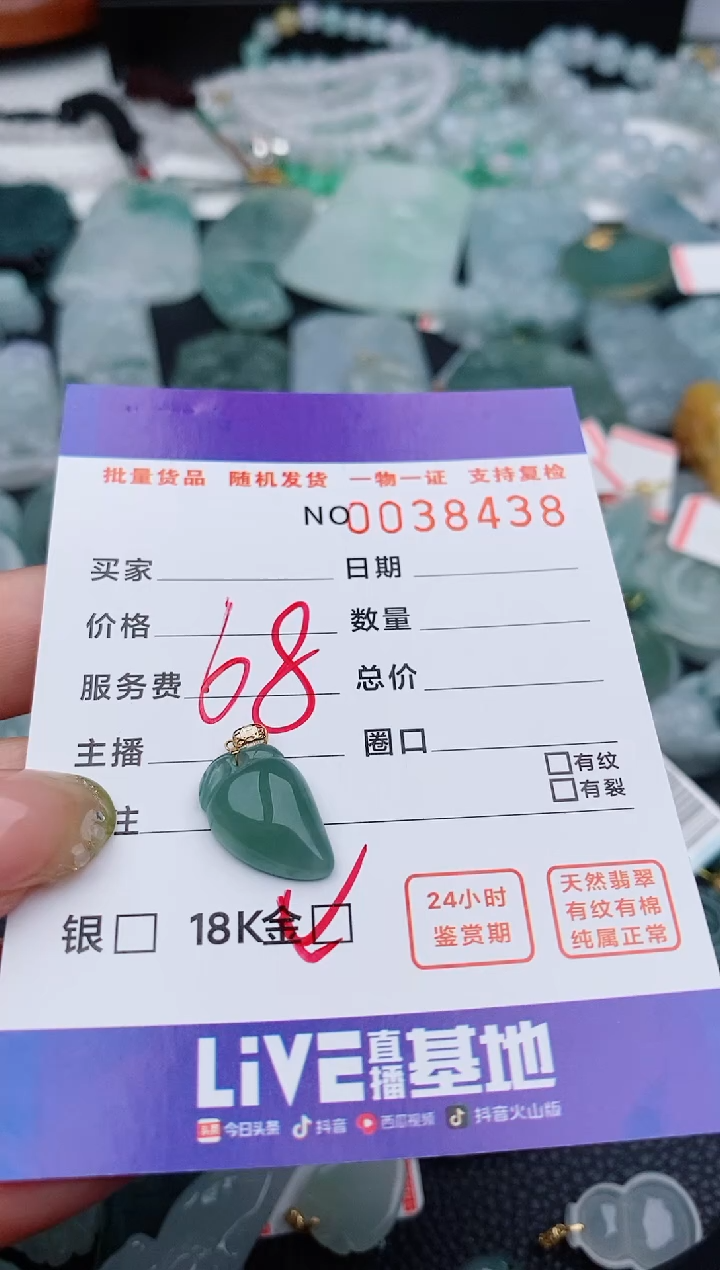 批量货品 随机发货 一物一证 支持复检
NO0038438
买家 日期
价格 数量
服务费 68 总价
主播 圈口
有纹
有裂
注
银 18K金
24小时
鉴赏期
天然翡翠
有纹有棉
纯属正常
LiVE直播基地
头条 今日头条 抖音 西瓜视频 抖音火山版